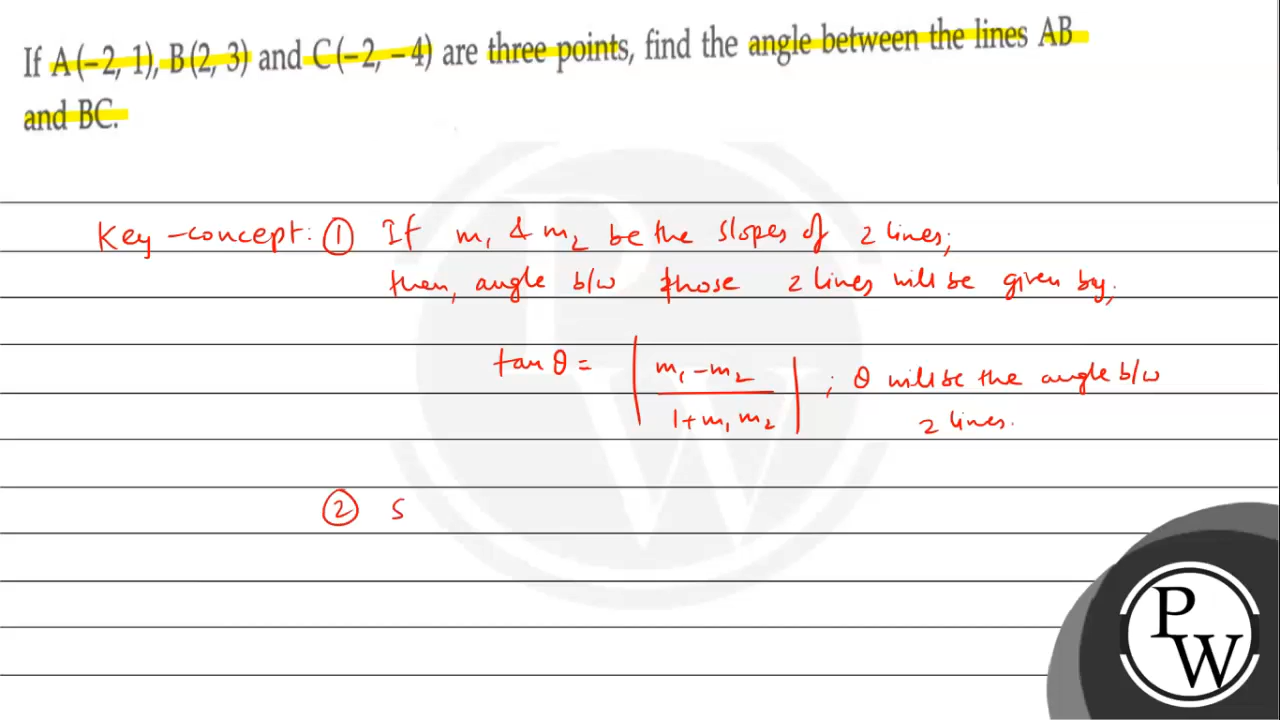 If A(–2, 1), B(2, 3) and C(–2, –4) are three points, find the angle between the lines AB
and BC.
Key-concept: ① If m₁ & m₂ be the slopes of 2 lines;
then, angle b/w those 2 lines will be given by;
tan θ = | m₁ – m₂ / 1 + m₁ m₂ | ; θ will be the angle b/w
2 lines.
② S
P
W
P
W